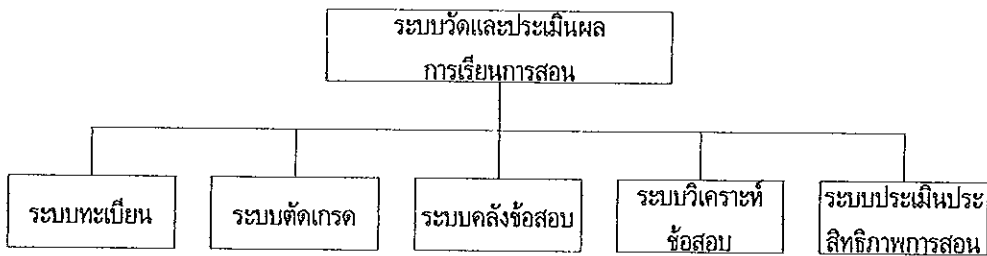 ระบบวัดและประเมินผล
การเรียนการสอน
ระบบทะเบียน
ระบบตัดเกรด
ระบบคลังข้อสอบ
ระบบวิเคราะห์
ข้อสอบ
ระบบประเมินประ
สิทธิภาพการสอน